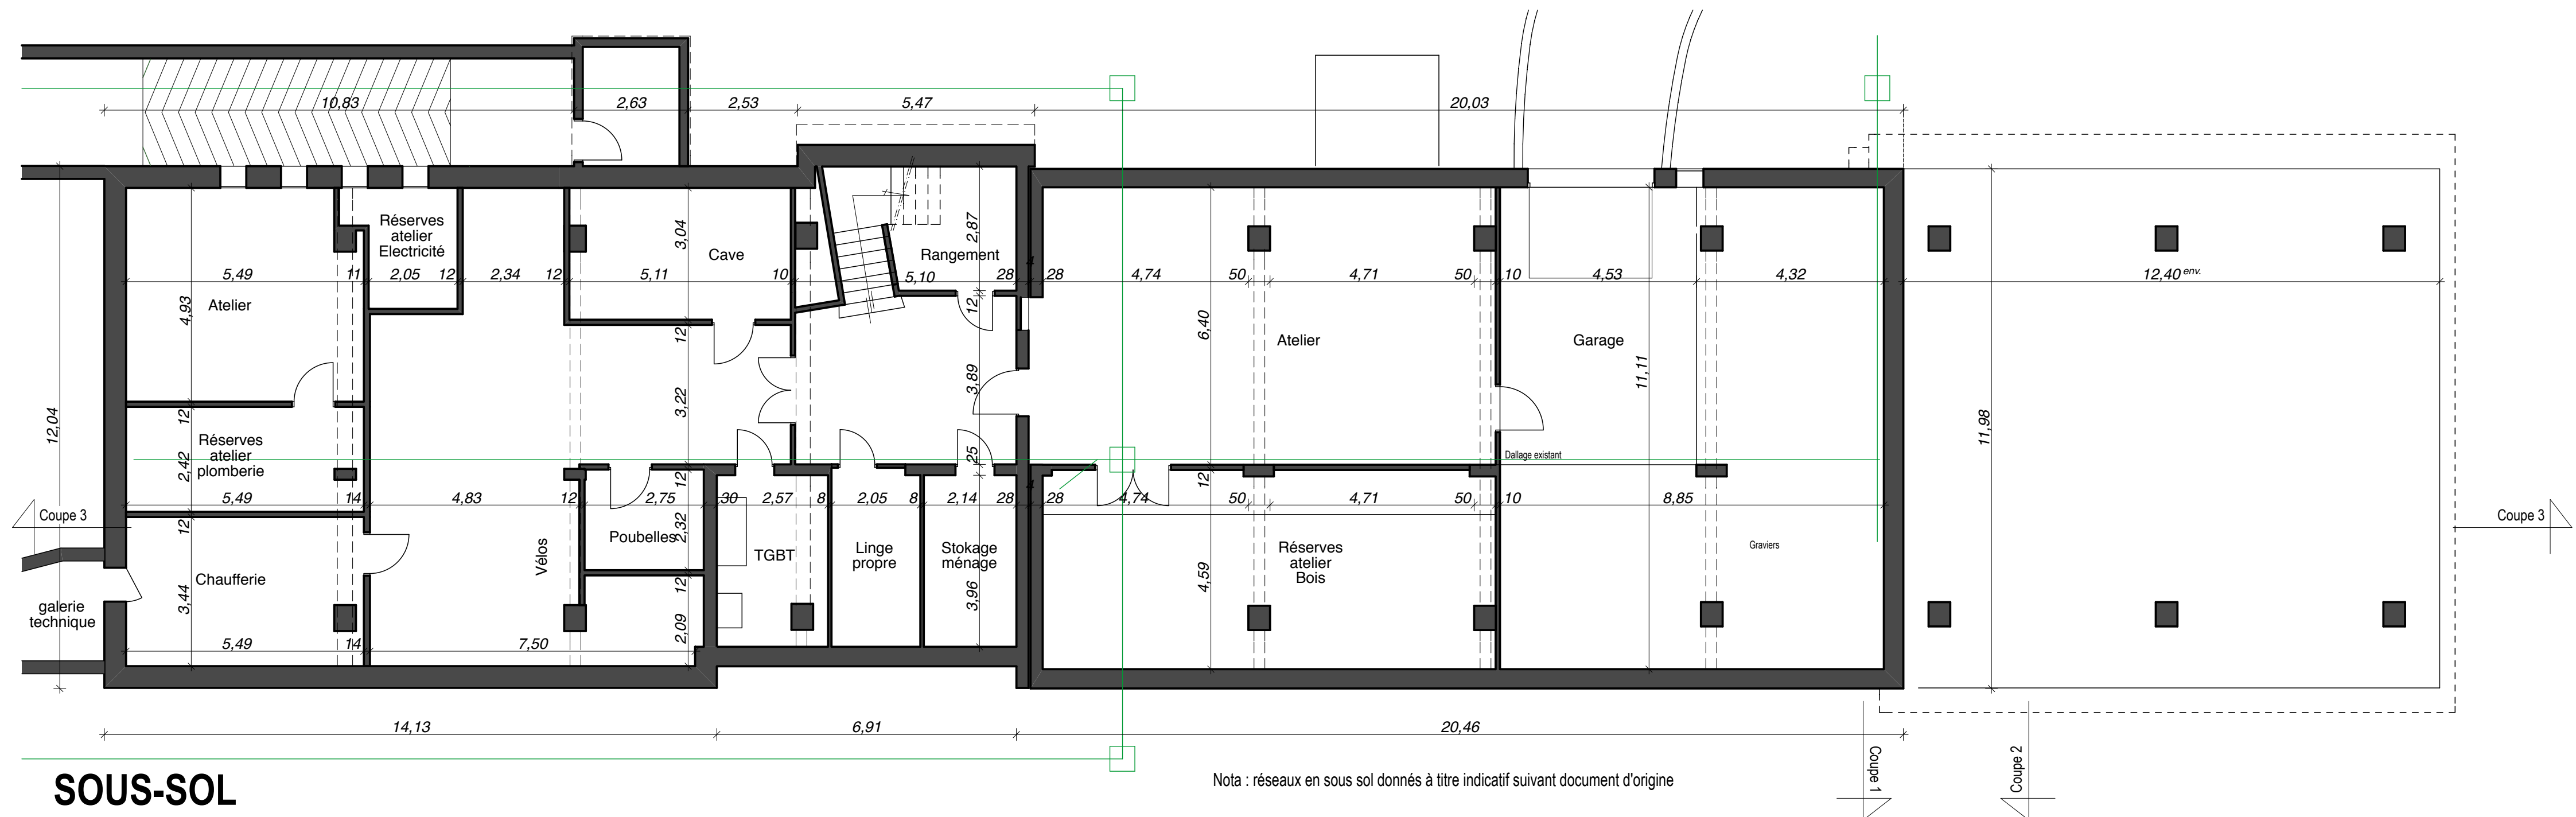 10,83
2,63
2,53
5,47
20,03
Réserves
atelier
Electricité
3,04
Cave
2,87
Rangement
5,49
11
2,05
12
2,34
12
5,11
10
5,10
28
4
28
4,74
50
4,71
50
10
4,53
4,32
12,40 env.
4,93
Atelier
12
12
6,40
Atelier
Garage
11,11
12,04
12
3,22
3,89
11,98
Réserves
atelier
plomberie
2,42
25
Dallage existant
5,49
14
4,83
12
2,75
12
30
2,57
8
2,05
8
2,14
28
4
28
4,74
12
50
4,71
50
10
8,85
Coupe 3
Coupe 3
12
Poubelles
2,32
Vélos
TGBT
Linge
propre
Stokage
ménage
Réserves
atelier
Bois
Graviers
Chaufferie
3,44
12
3,96
4,59
galerie
technique
2,09
5,49
14
7,50
14,13
6,91
20,46
Coupe 1
Coupe 2
SOUS-SOL
Nota : réseaux en sous sol donnés à titre indicatif suivant document d'origine